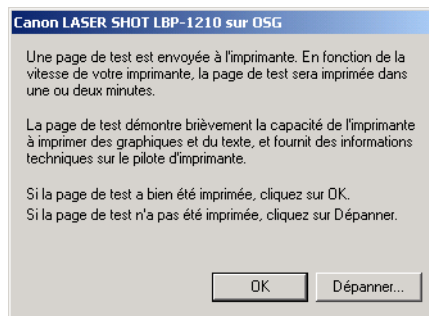 Canon LASER SHOT LBP-1210 sur OSG
Une page de test est envoyée à l'imprimante. En fonction de la
vitesse de votre imprimante, la page de test sera imprimée dans
une ou deux minutes.
La page de test démontre brièvement la capacité de l'imprimante
à imprimer des graphiques et du texte, et fournit des informations
techniques sur le pilote d'imprimante.
Si la page de test a bien été imprimée, cliquez sur OK.
Si la page de test n'a pas été imprimée, cliquez sur Dépanner.
OK
Dépanner...